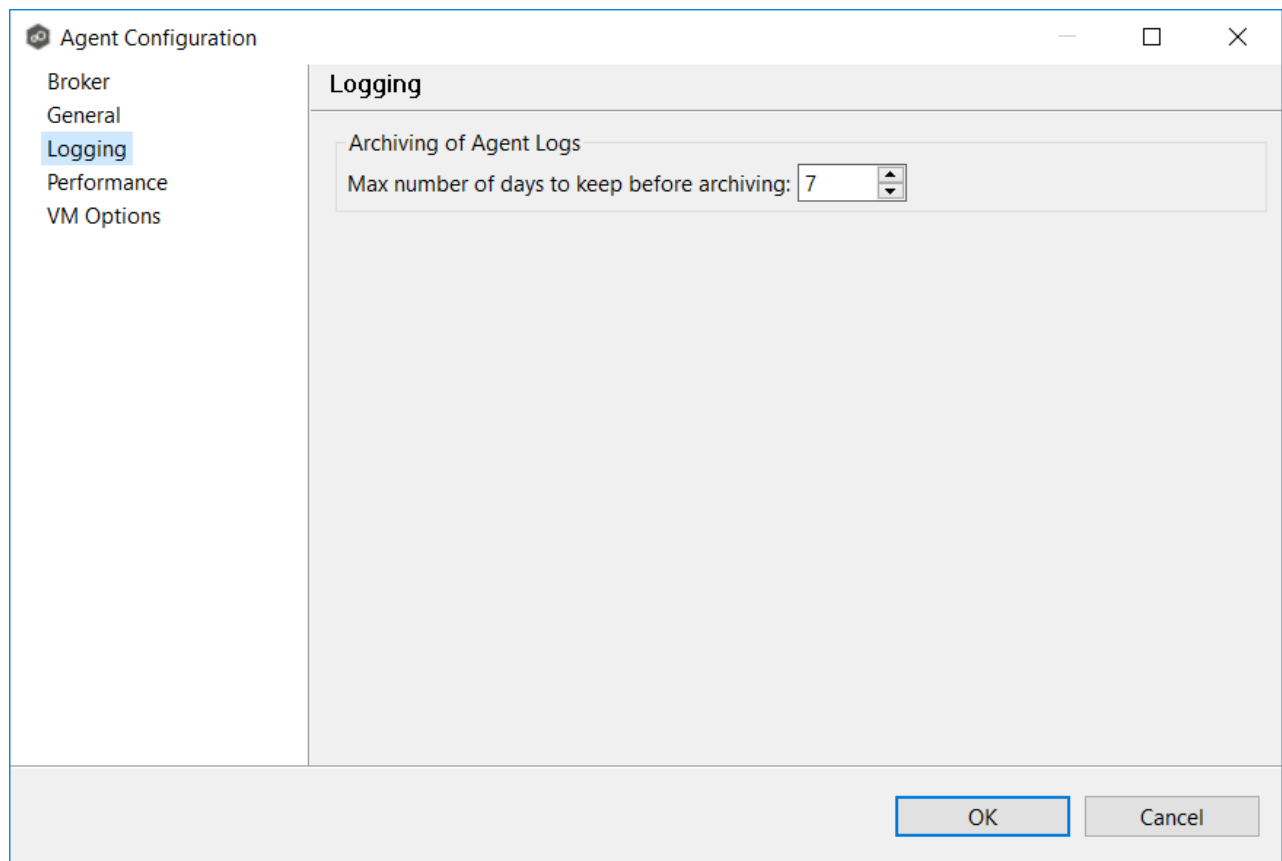 Agent Configuration
Broker
General
Logging
Performance
VM Options
Logging
Archiving of Agent Logs
Max number of days to keep before archiving: 7
OK
Cancel